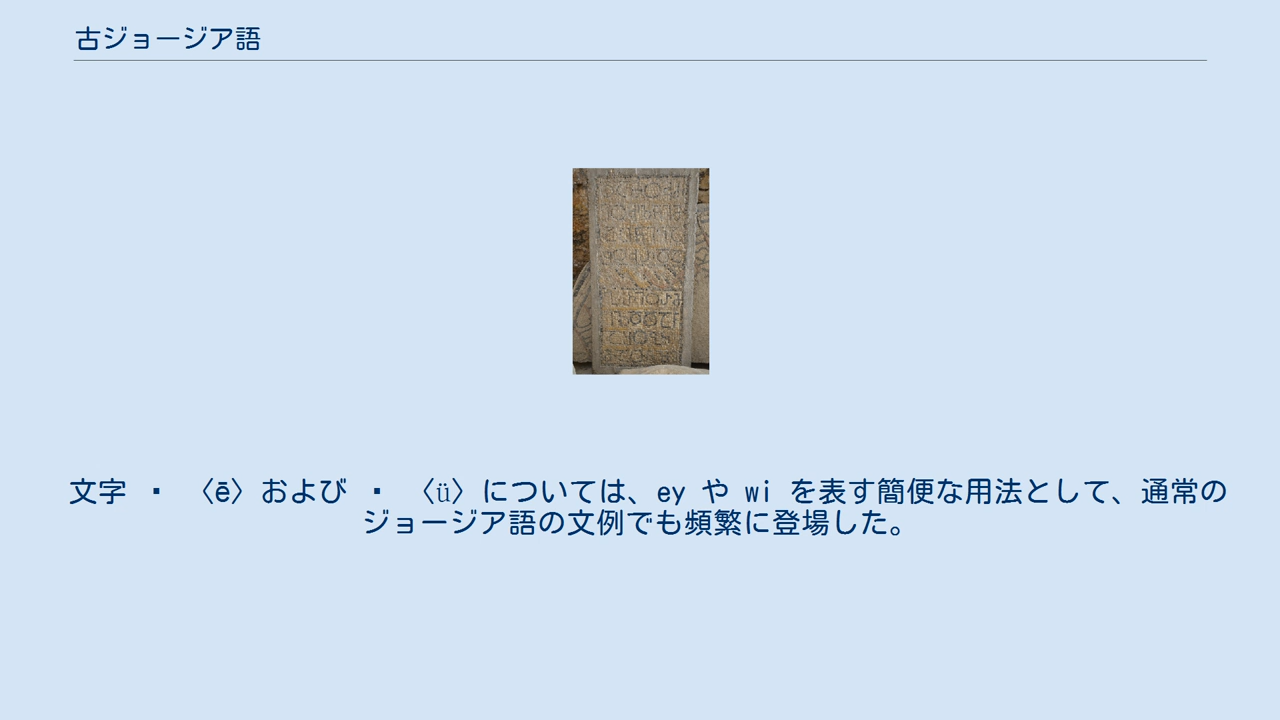 古ジョージア語
文字 ▪ 〈ē〉および ▪ 〈ü〉については、ey や wi を表す簡便な用法として、通常の
ジョージア語の文例でも頻繁に登場した。